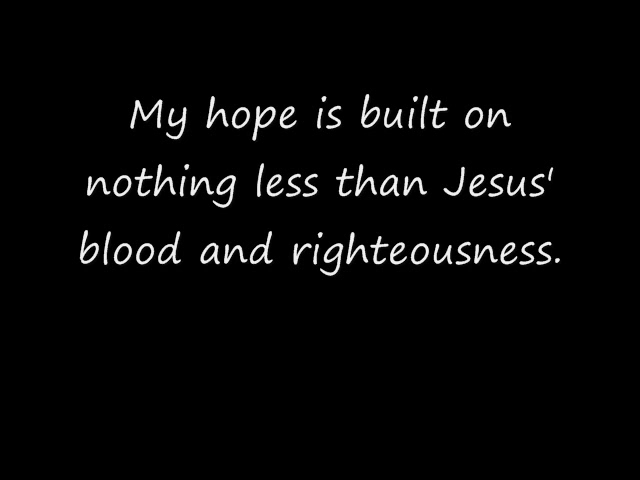 My hope is built on
nothing less than Jesus'
blood and righteousness.